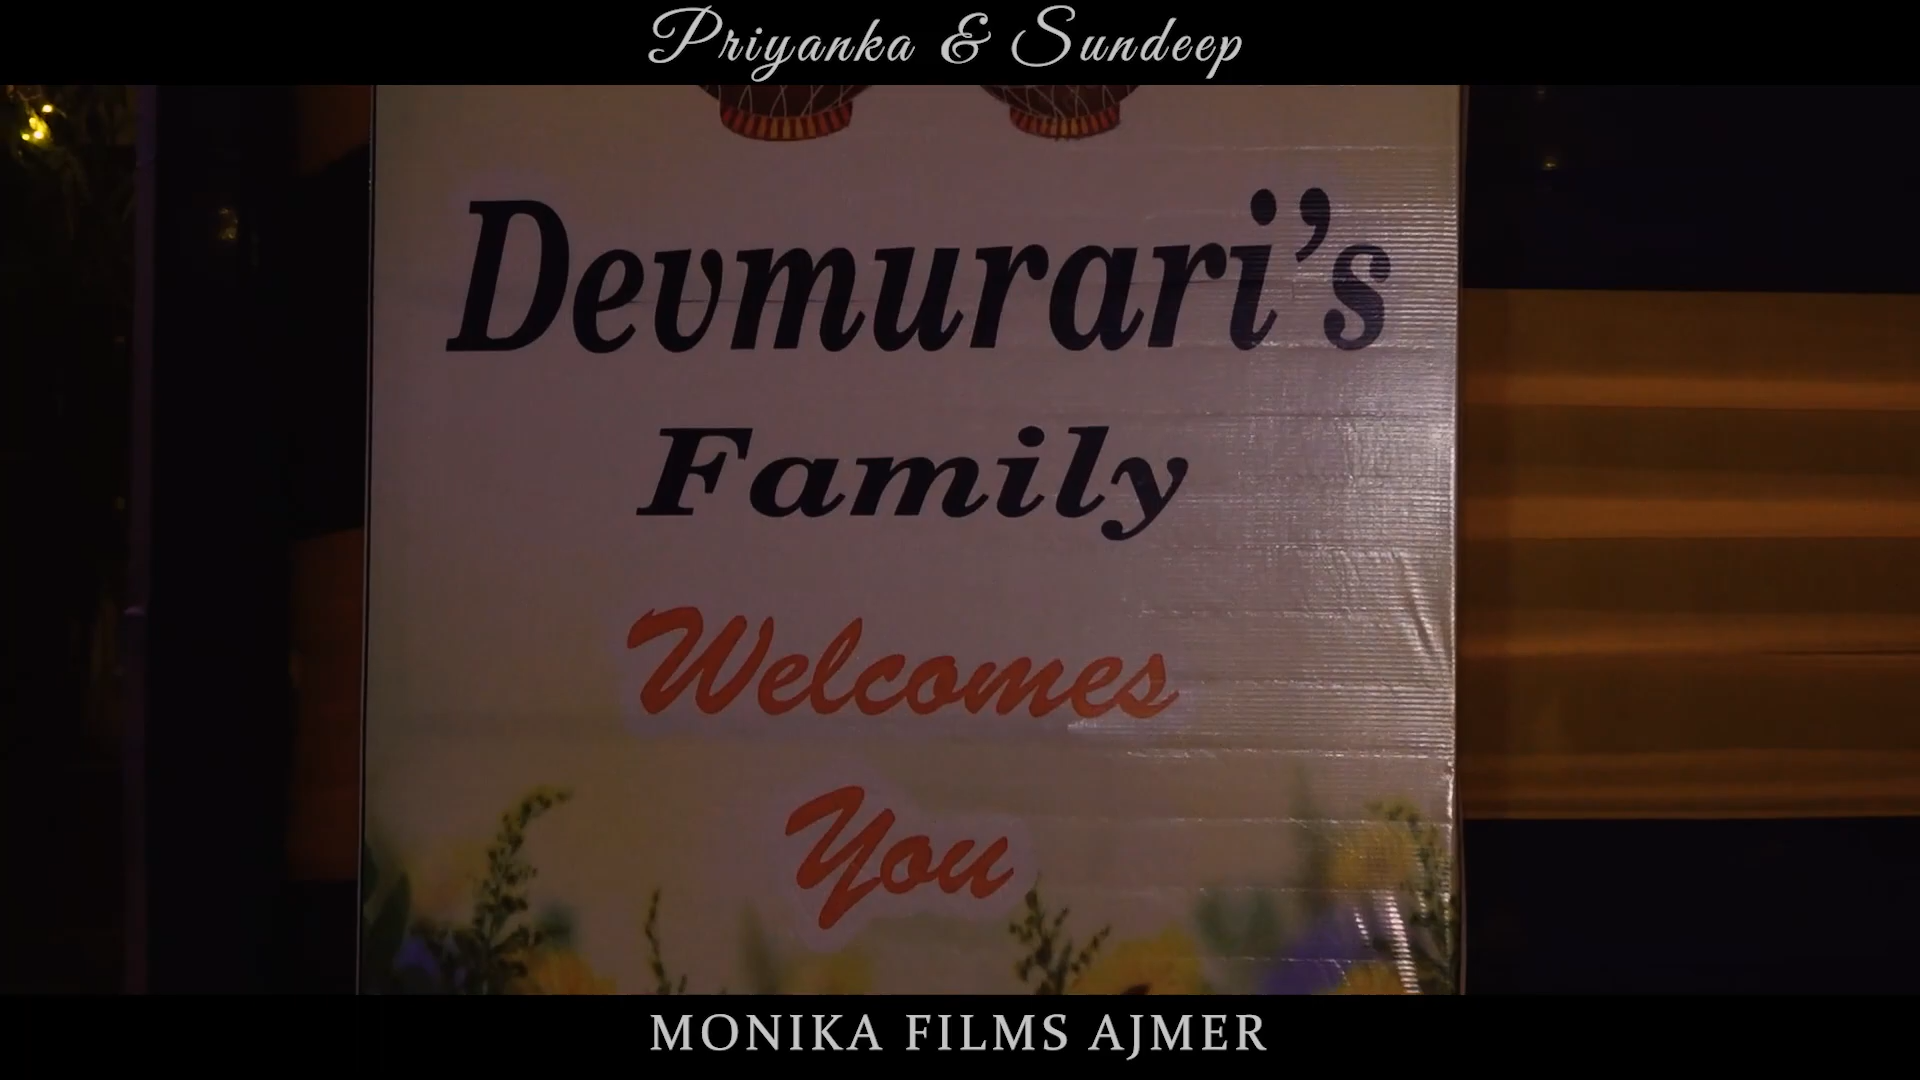 Priyanka & Sundeep
Devmurari's
Family
Welcomes
You
MONIKA FILMS AJMER